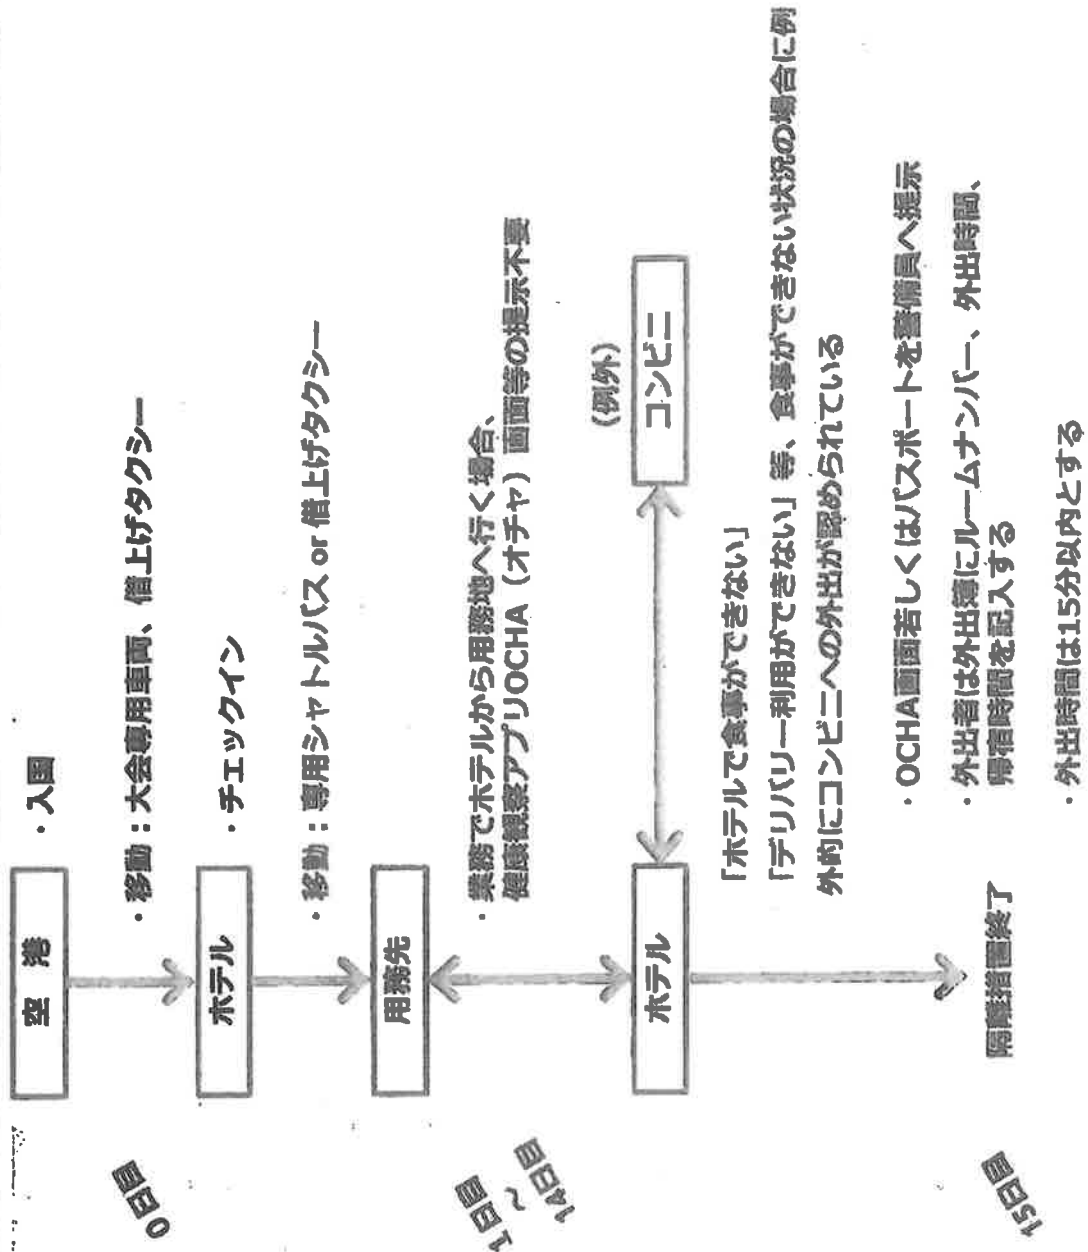 空 港
・入国
0日目
・移動：大会専用車両、借上げタクシー
ホテル
・チェックイン
・移動：専用シャトルバス or 借上げタクシー
用務先
1日目
～
14日目
・業務でホテルから用務地へ行く場合、
健康観察アプリOCHA（オチャ）画面等の提示不要
ホテル
（例外）
コンビニ
「ホテルで食事ができない」
「デリバリー利用ができない」等、食事ができない状況の場合に例
外的にコンビニへの外出が認められている
・OCHA画面若しくはパスポートを警備員へ提示
・外出者は外出簿にルームナンバー、外出時間、
帰宿時間を記入する
・外出時間は15分以内とする
15日目
隔離措置終了